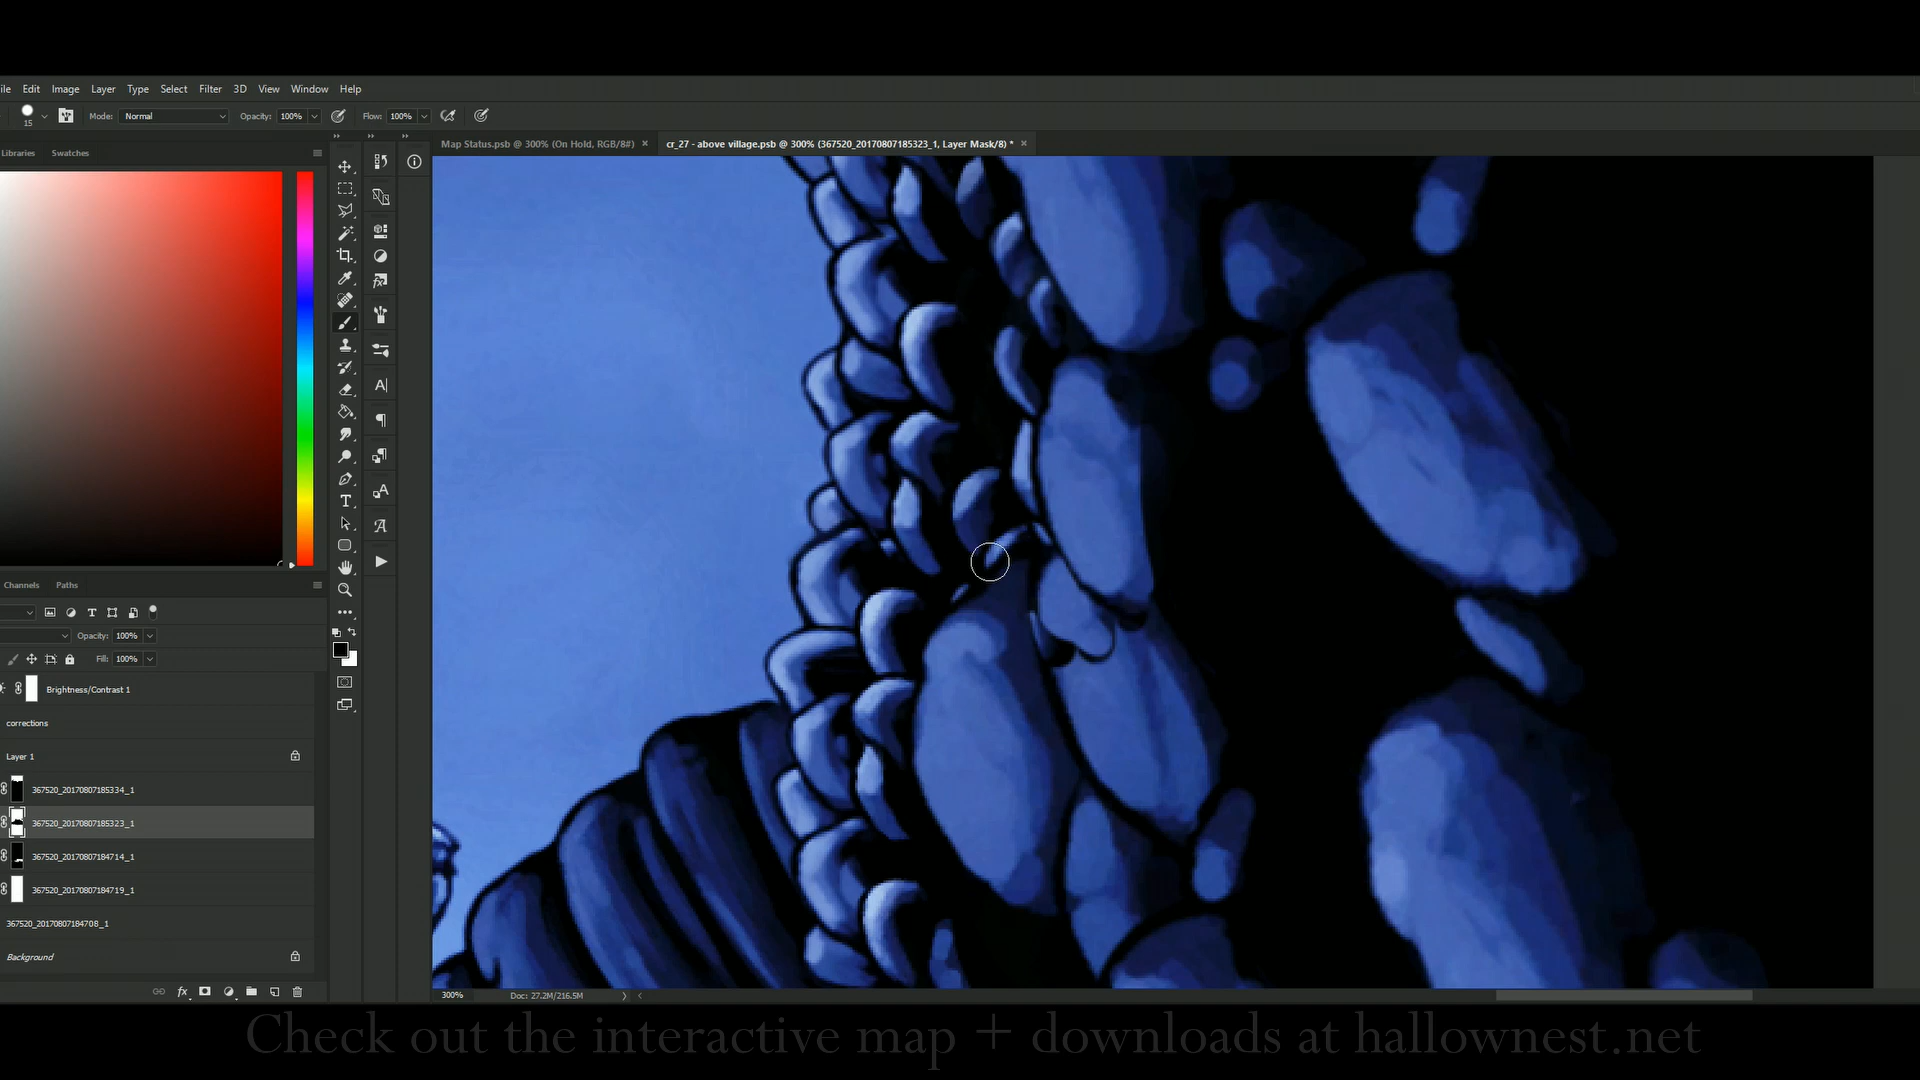 ile Edit Image Layer Type Select Filter 3D View Window Help
15 Mode: Normal Opacity: 100% Flow: 100%
Libraries Swatches
Map Status.psb @ 300% (On Hold, RGB/8#) × cr_27 - above village.psb @ 300% (367520_20170807185323_1, Layer Mask/8) * ×
Channels Paths
Opacity: 100%
Fill: 100%
Brightness/Contrast 1
corrections
Layer 1
367520_20170807185334_1
367520_20170807185323_1
367520_20170807184714_1
367520_20170807184719_1
367520_20170807184708_1
Background
300% Doc: 27.2M/216.5M
Check out the interactive map + downloads at hallownest.net